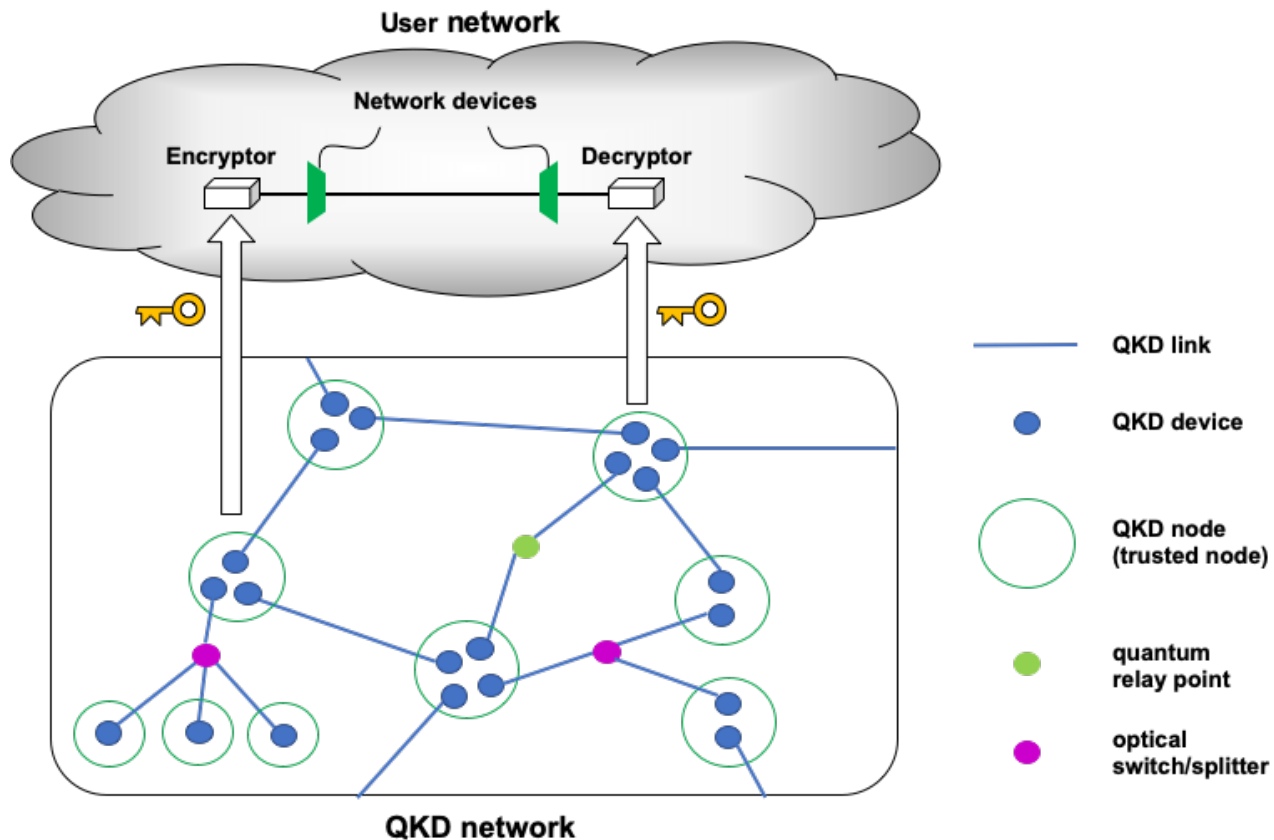 User network
Network devices
Encryptor
Decryptor
QKD link
QKD device
QKD node
(trusted node)
quantum
relay point
optical
switch/splitter
QKD network